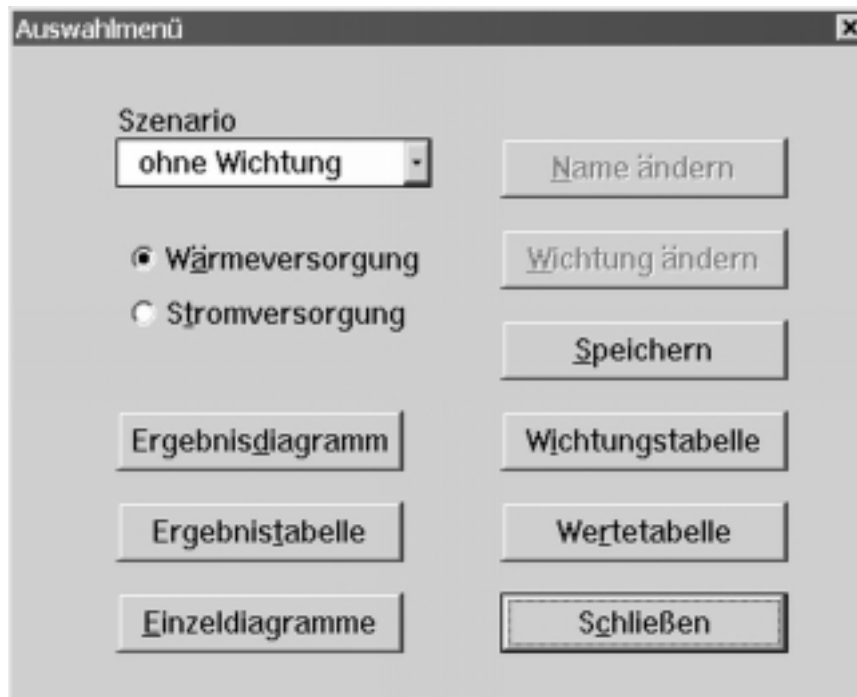 Auswahlmenü
Szenario
ohne Wichtung
Name ändern
Wärmeversorgung
Wichtung ändern
Stromversorgung
Speichern
Ergebnisdiagramm
Wichtungstabelle
Ergebnistabelle
Wertetabelle
Einzeldiagramme
Schließen